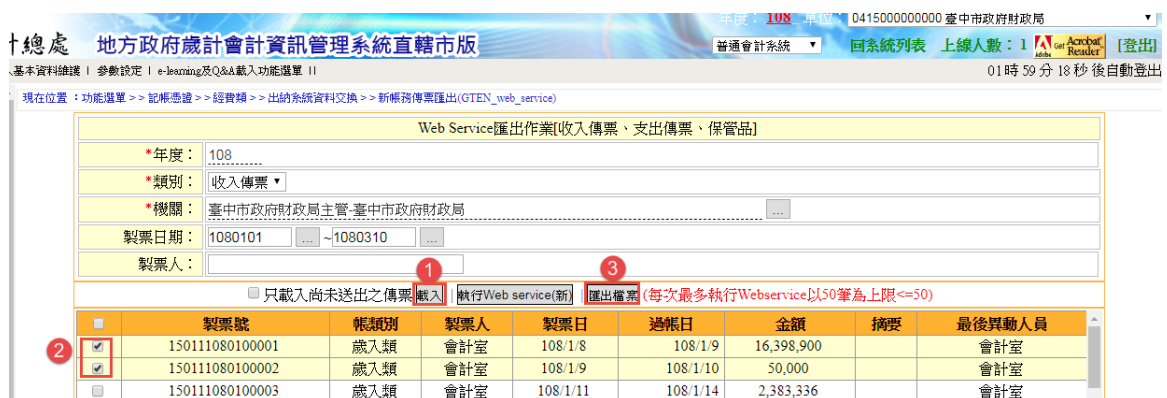 年度： 108 單位： 0415000000000 臺中市政府財政局
計總處 地方政府歲計會計資訊管理系統直轄市版 普通會計系統 回系統列表 上線人數：1 Get Acrobat Reader Adobe [登出]
基本資料維護 | 參數設定 | e-learning及Q&A載入功能選單 || 01時59分18秒後自動登出
現在位置：功能選單>>記帳憑證>>經費類>>出納系統資料交換>>新帳務傳票匯出(GTEN_web_service)
Web Service匯出作業[收入傳票、支出傳票、保管品]
*年度： 108
*類別： 收入傳票
*機關： 臺中市政府財政局主管-臺中市政府財政局 ...
製票日期： 1080101 ... ~1080310 ...
製票人：
1 3
只載入尚未送出之傳票 載入 | 執行Web service(新) | 匯出檔案 (每次最多執行Webservice以50筆為上限<=50)
製票號 帳類別 製票人 製票日 過帳日 金額 摘要 最後異動人員
2
150111080100001 歲入類 會計室 108/1/8 108/1/9 16,398,900 會計室
150111080100002 歲入類 會計室 108/1/9 108/1/10 50,000 會計室
150111080100003 歲入類 會計室 108/1/11 108/1/14 2,383,336 會計室